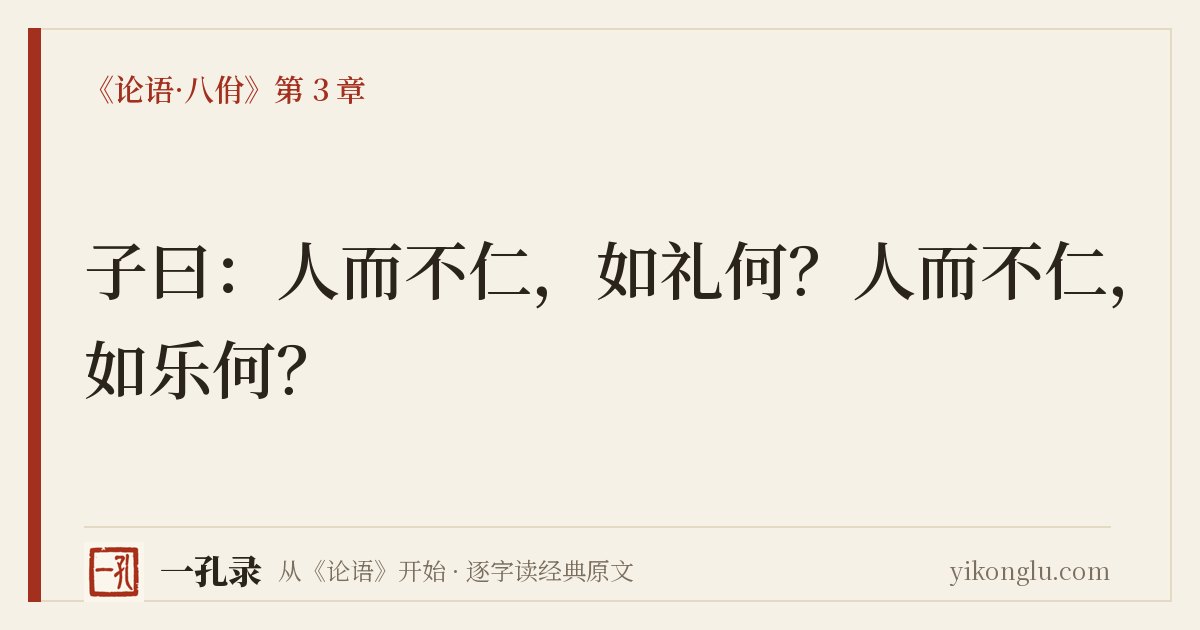 《论语·八佾》第 3 章
子曰：人而不仁，如礼何？人而不仁，
如乐何？
一孔
一孔录 从《论语》开始 · 逐字读经典原文 yikonglu.com